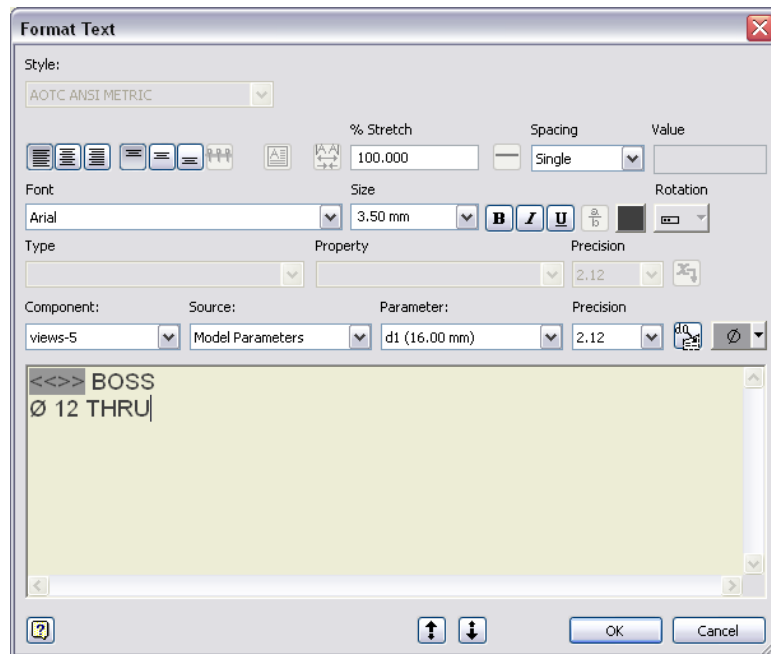 Format Text
Style:
AOTC ANSI METRIC
% Stretch Spacing Value
100.000 Single
Font Size Rotation
Arial 3.50 mm B I U a/b
Type Property Precision
2.12
Component: Source: Parameter: Precision
views-5 Model Parameters d1 (16.00 mm) 2.12 Ø
<<>> BOSS
Ø 12 THRU
? OK Cancel